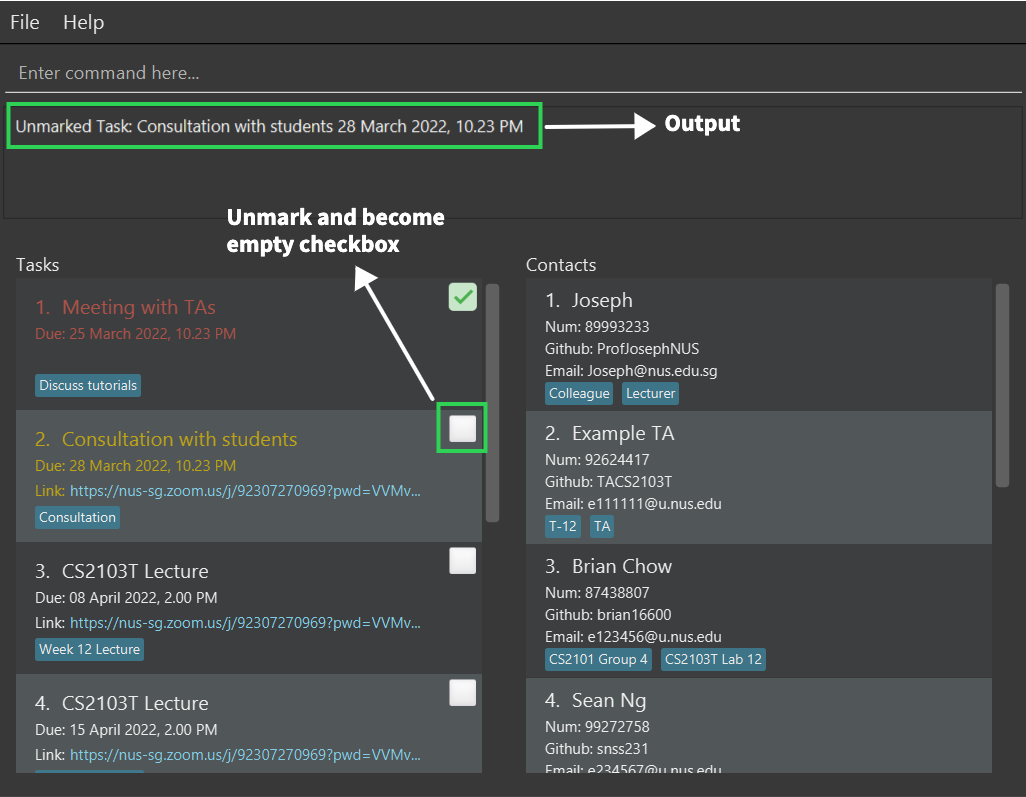 File Help
Enter command here...
Unmarked Task: Consultation with students 28 March 2022, 10.23 PM
Output
Unmark and become
empty checkbox
Tasks
1. Meeting with TAs
Due: 25 March 2022, 10.23 PM
Discuss tutorials
2. Consultation with students
Due: 28 March 2022, 10.23 PM
Link: https://nus-sg.zoom.us/j/92307270969?pwd=VVMv...
Consultation
3. CS2103T Lecture
Due: 08 April 2022, 2.00 PM
Link: https://nus-sg.zoom.us/j/92307270969?pwd=VVMv...
Week 12 Lecture
4. CS2103T Lecture
Due: 15 April 2022, 2.00 PM
Link: https://nus-sg.zoom.us/j/92307270969?pwd=VVMv...
Contacts
1. Joseph
Num: 89993233
Github: ProfJosephNUS
Email: Joseph@nus.edu.sg
Colleague Lecturer
2. Example TA
Num: 92624417
Github: TACS2103T
Email: e111111@u.nus.edu
T-12 TA
3. Brian Chow
Num: 87438807
Github: brian16600
Email: e123456@u.nus.edu
CS2101 Group 4 CS2103T Lab 12
4. Sean Ng
Num: 99272758
Github: snss231
Email: e234567@u.nus.edu